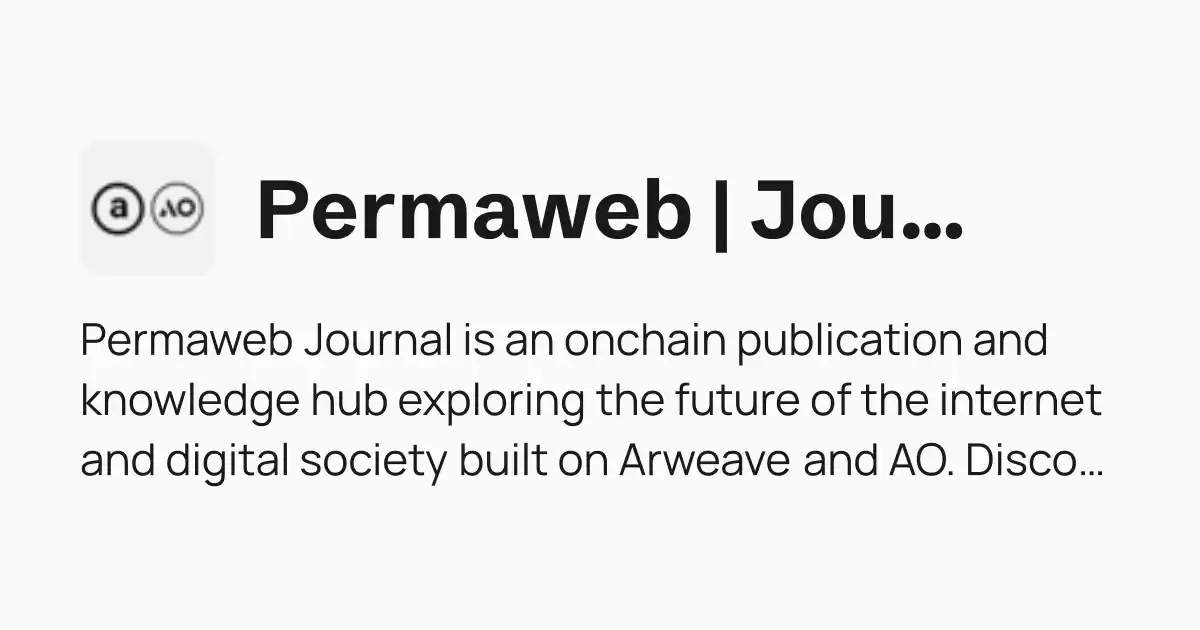 a AO Permaweb | Jou...
Permaweb Journal is an onchain publication and
knowledge hub exploring the future of the internet
and digital society built on Arweave and AO. Disco...